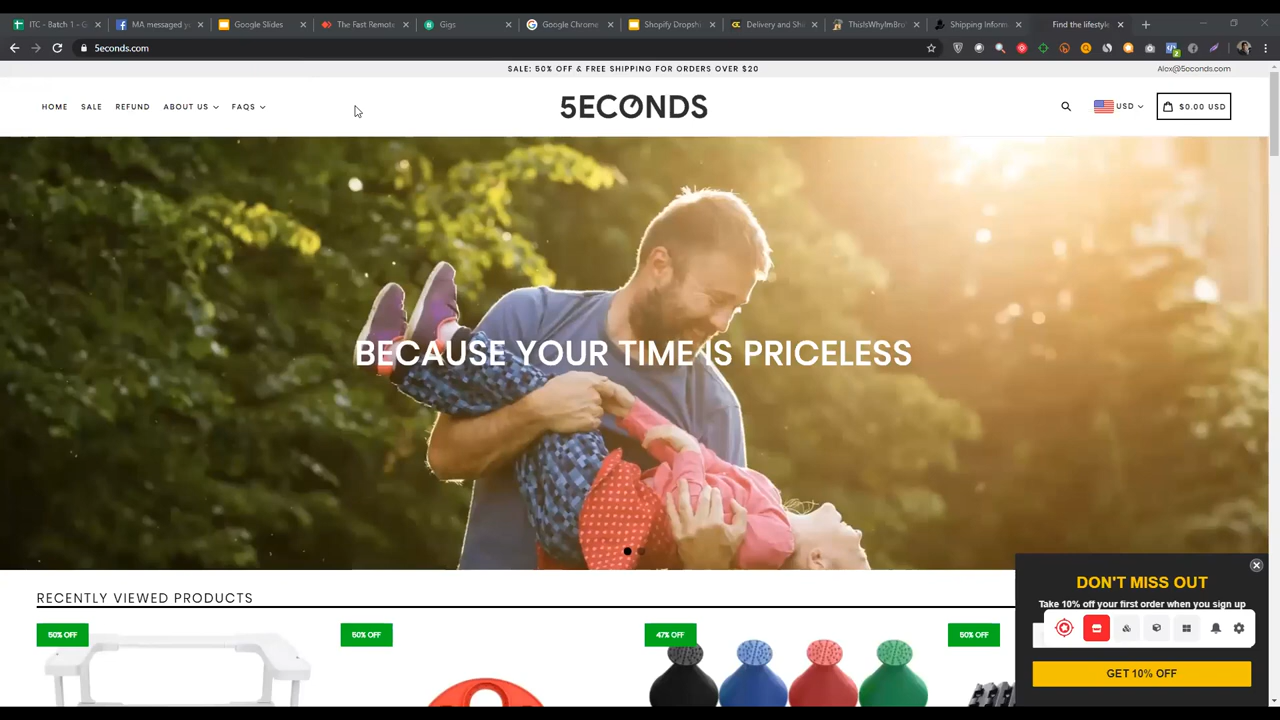 ITC - Batch 1 - G
MA messaged y
Google Slides
The Fast Remot
Gigs
Google Chrome
Shopify Dropsh
Delivery and Sh
ThisIsWhyImBro
Shipping Inform
Find the lifestyle
5econds.com
SALE: 50% OFF & FREE SHIPPING FOR ORDERS OVER $20
Alex@5econds.com
HOME SALE REFUND ABOUT US FAQS
5ECONDS
USD
$0.00 USD
BECAUSE YOUR TIME IS PRICELESS
RECENTLY VIEWED PRODUCTS
50% OFF
50% OFF
47% OFF
50% OFF
DON'T MISS OUT
Take 10% off your first order when you sign up
GET 10% OFF